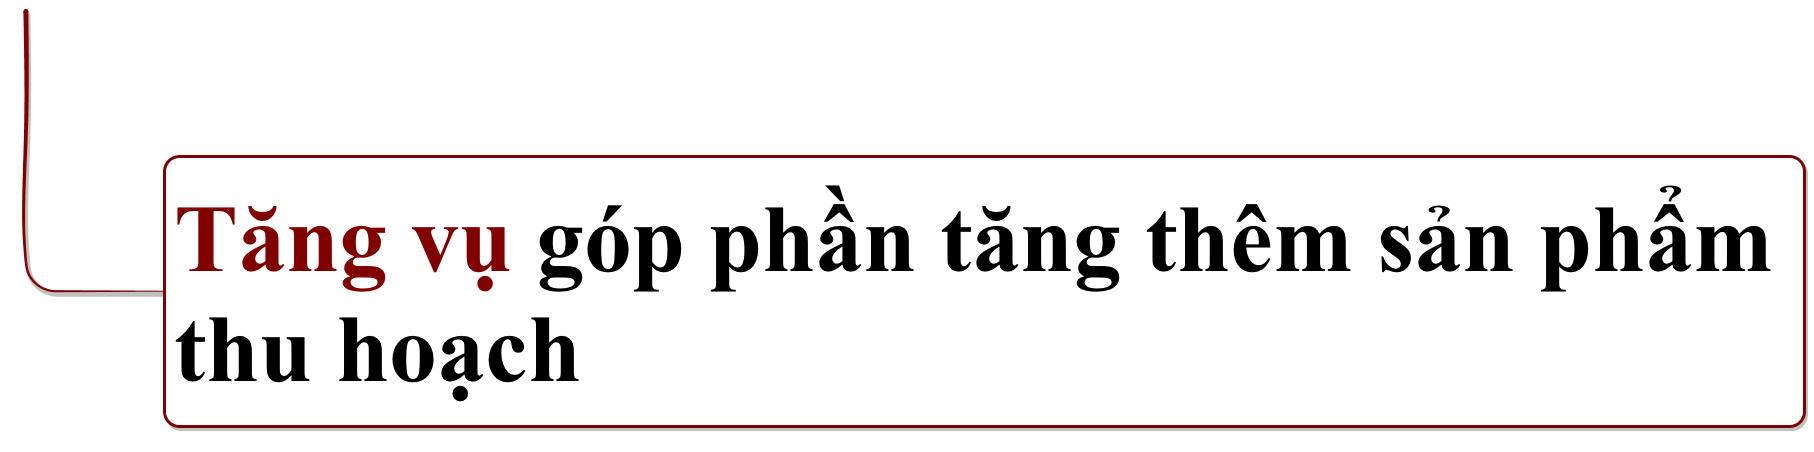 Tăng vụ góp phần tăng thêm sản phẩm
thu hoạch